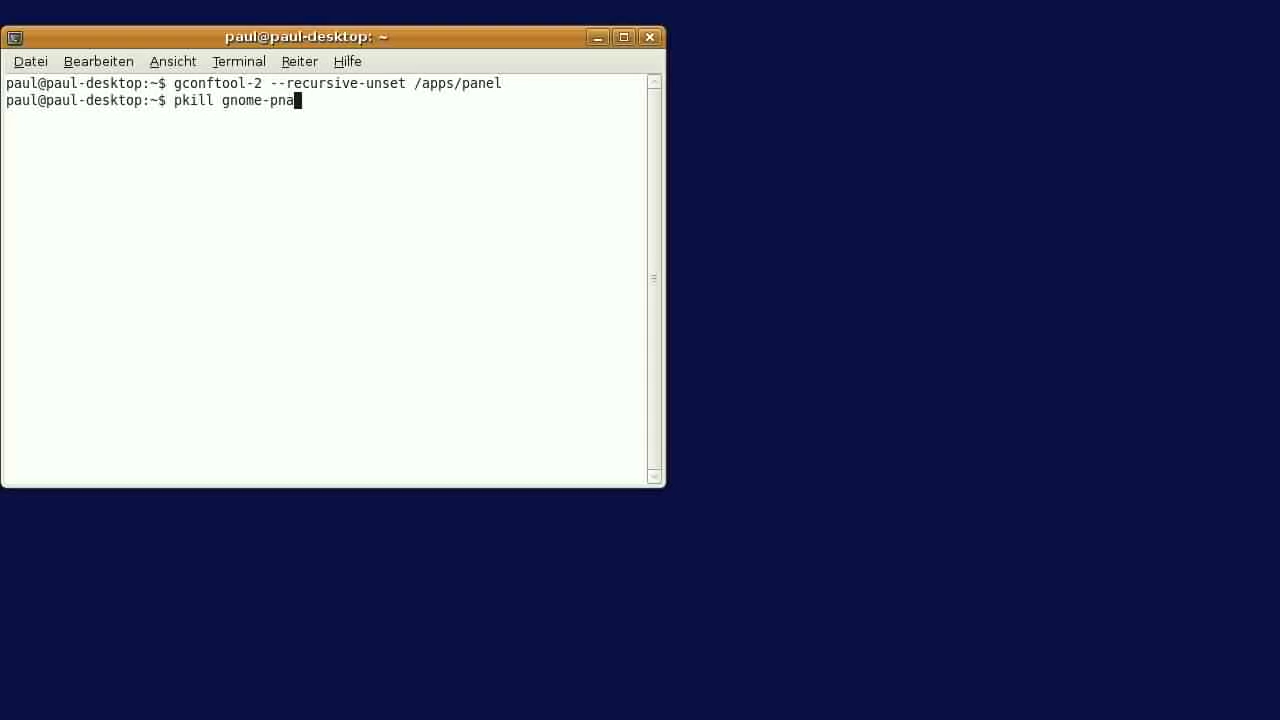 paul@paul-desktop: ~
Datei Bearbeiten Ansicht Terminal Reiter Hilfe
paul@paul-desktop:~$ gconftool-2 --recursive-unset /apps/panel
paul@paul-desktop:~$ pkill gnome-pna